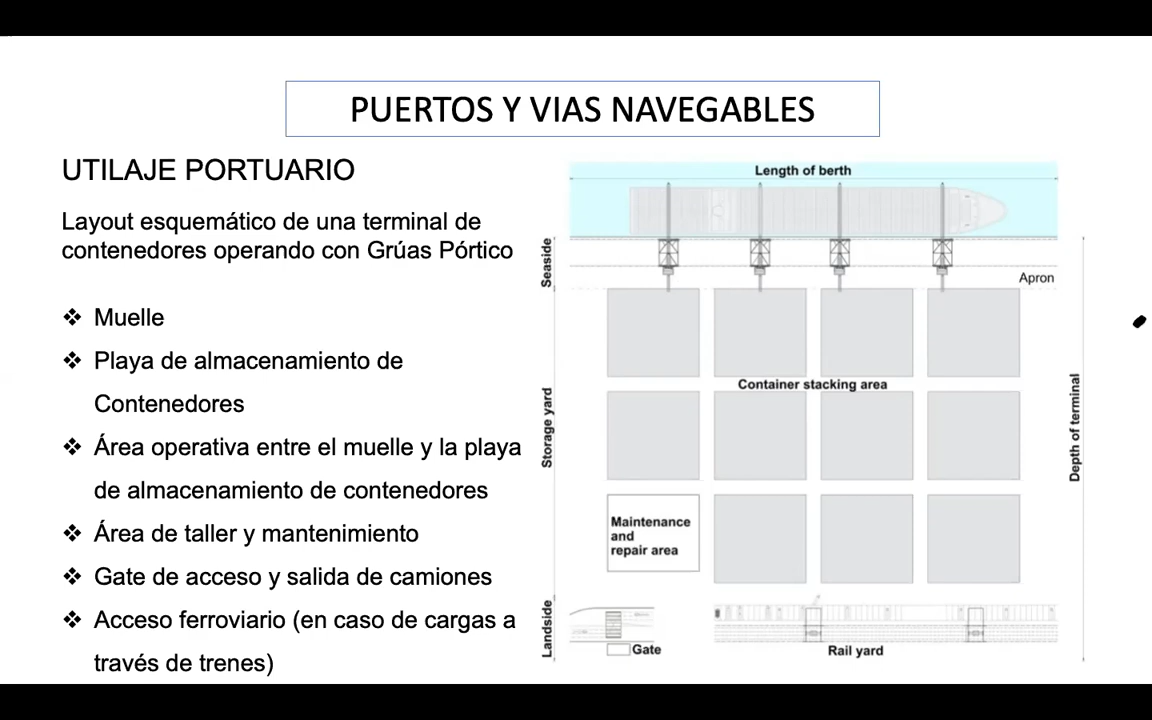 PUERTOS Y VIAS NAVEGABLES
UTILAJE PORTUARIO
Layout esquemático de una terminal de
contenedores operando con Grúas Pórtico
❖ Muelle
❖ Playa de almacenamiento de
Contenedores
❖ Área operativa entre el muelle y la playa
de almacenamiento de contenedores
❖ Área de taller y mantenimiento
❖ Gate de acceso y salida de camiones
❖ Acceso ferroviario (en caso de cargas a
través de trenes)
Length of berth
Seaside
Apron
Container stacking area
Storage yard
Depth of terminal
Maintenance
and
repair area
Landside
Gate
Rail yard